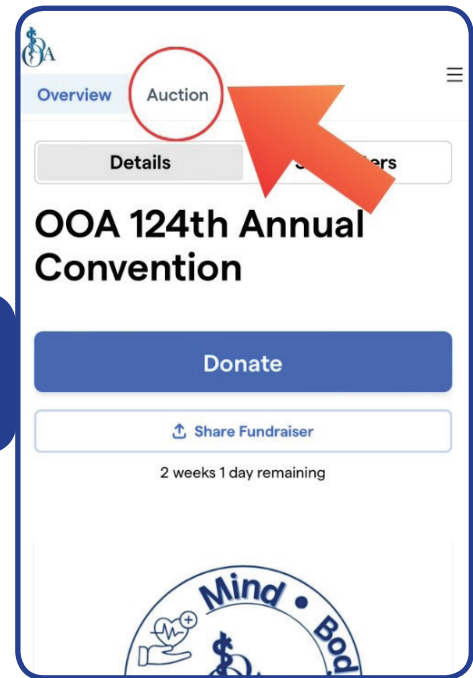 OA
Overview Auction
Details
OOA 124th Annual
Convention
Donate
Share Fundraiser
2 weeks 1 day remaining
Mind •